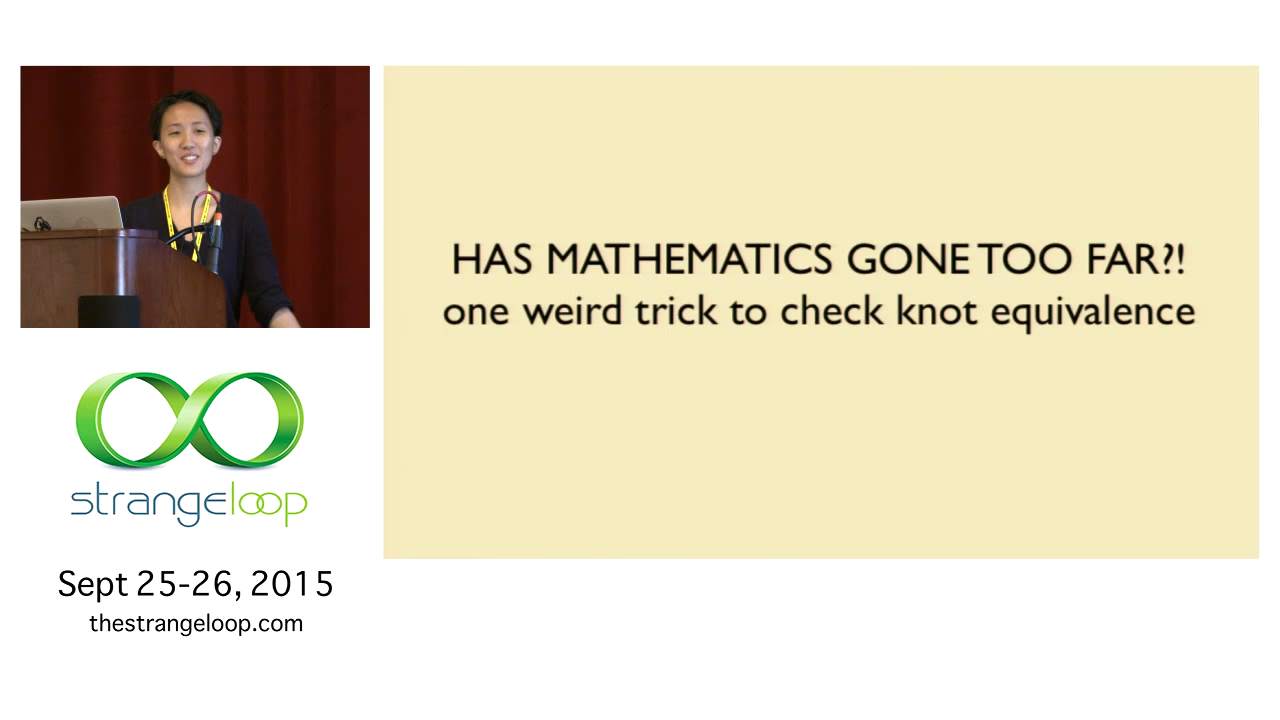 HAS MATHEMATICS GONE TOO FAR?!
one weird trick to check knot equivalence
strangeloop
Sept 25-26, 2015
thestrangeloop.com